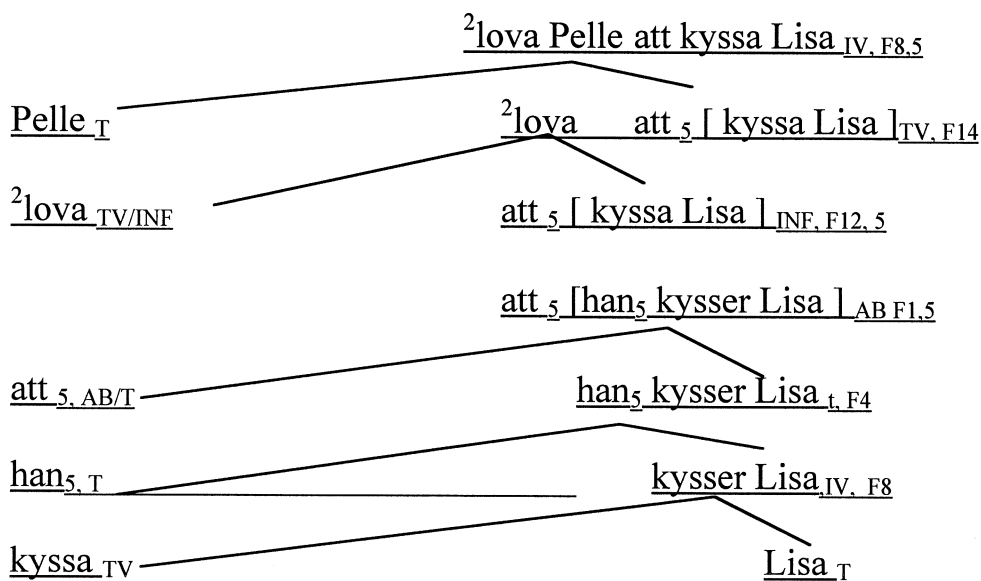 ²lova Pelle att kyssa Lisa IV, F8,5
Pelle T ²lova att 5 [ kyssa Lisa ]TV, F14
²lova TV/INF att 5 [ kyssa Lisa ] INF, F12, 5
att 5 [han5 kysser Lisa ] AB F1,5
att 5, AB/T han5 kysser Lisa t, F4
han5, T kysser Lisa,IV, F8
kyssa TV Lisa T